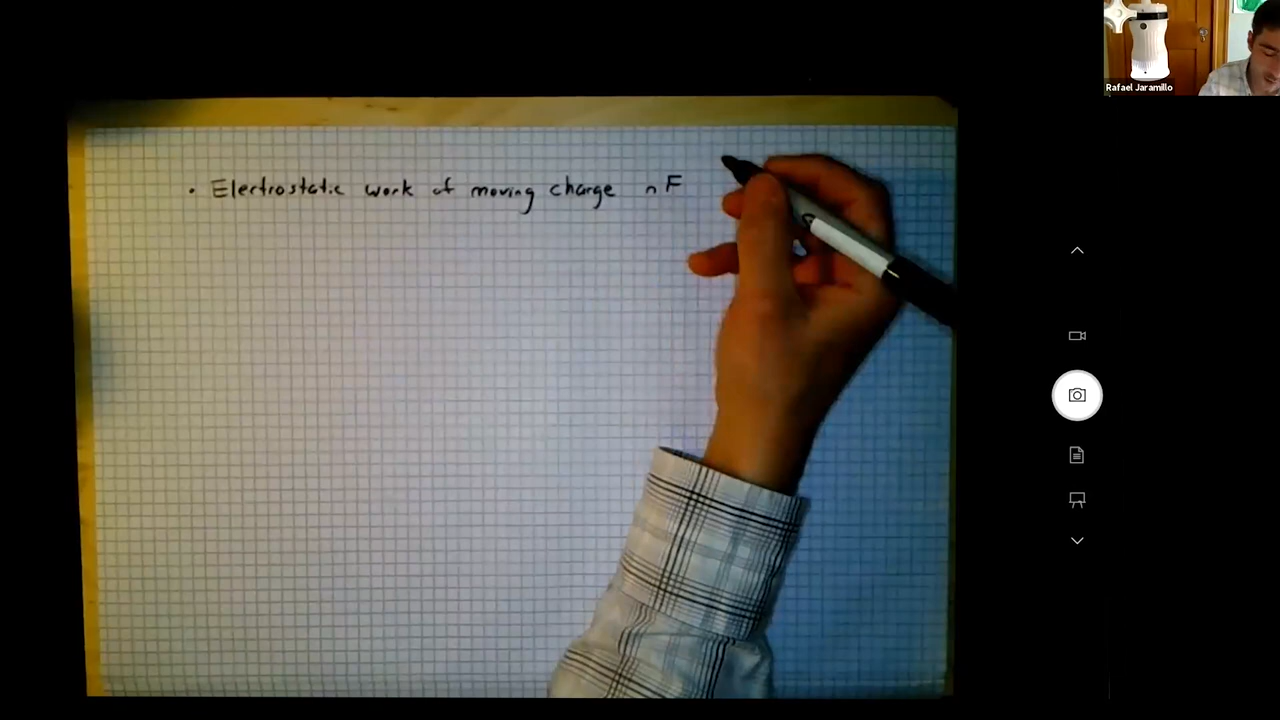 Rafael Jaramillo
• Electrostatic work of moving charge nF